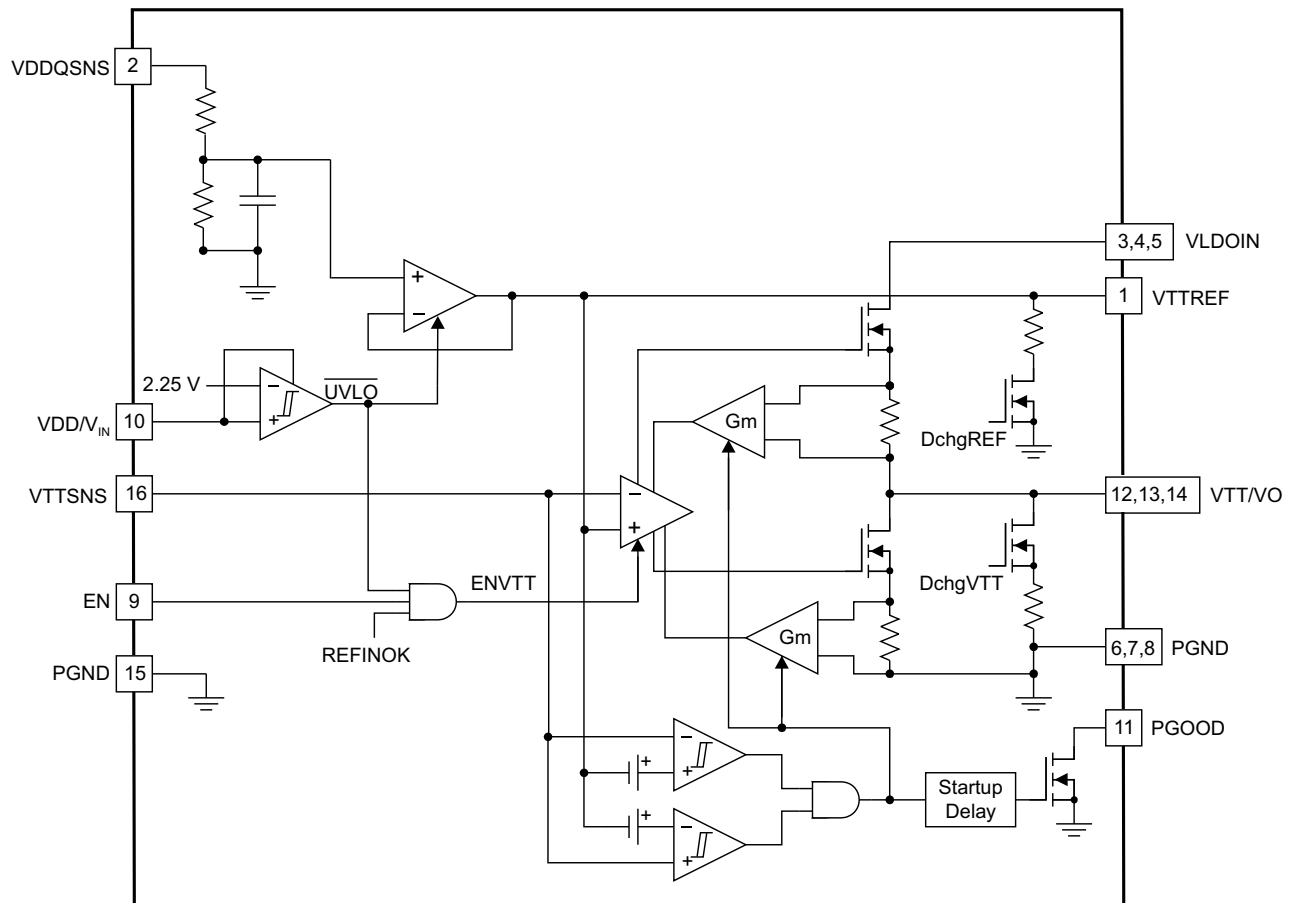 VDDQSNS 2
3,4,5 VLDOIN
+
1 VTTREF
−
2.25 V −
UVLO
VDD/VIN 10 +
Gm
DchgREF
VTTSNS 16
−
12,13,14 VTT/VO
+
EN 9
ENVTT
DchgVTT
REFINOK
Gm
6,7,8 PGND
PGND 15
11 PGOOD
−
+
+
Startup
Delay
+
−
+